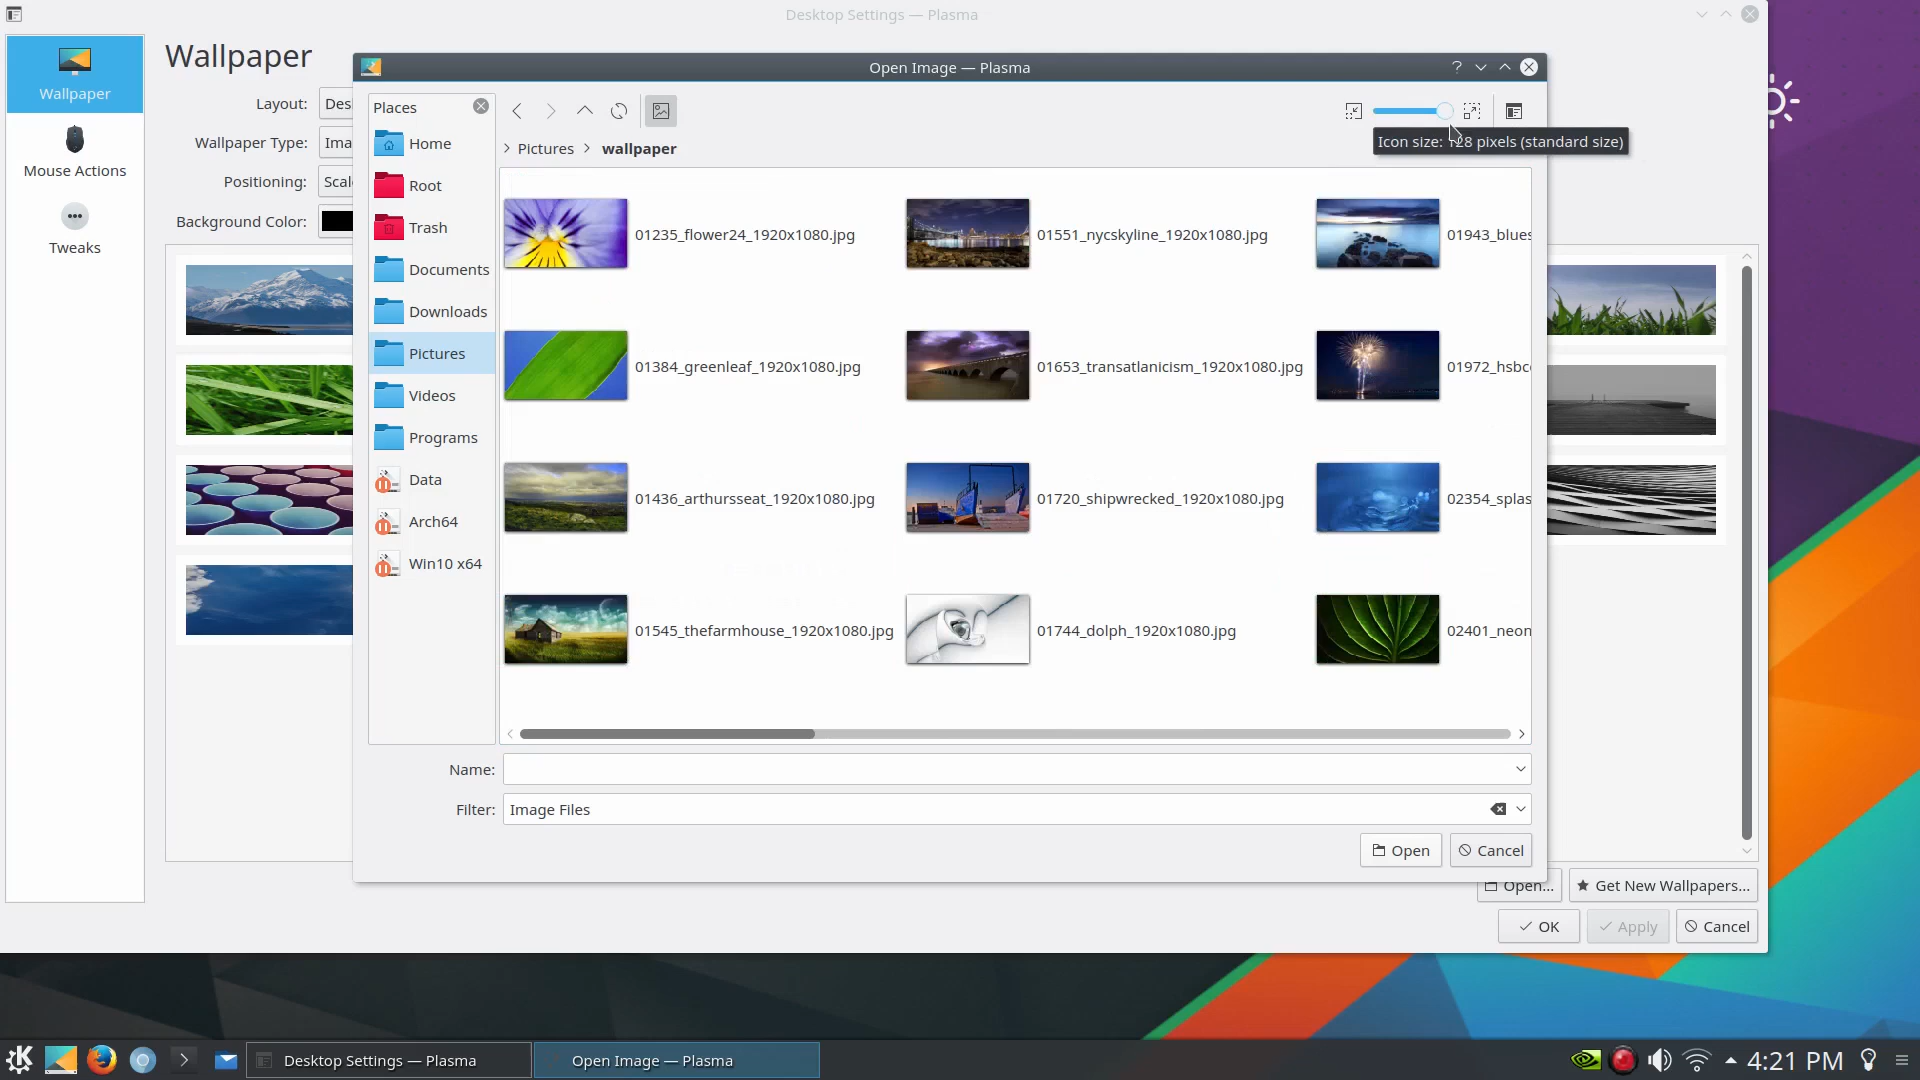 Desktop Settings — Plasma
Wallpaper
Mouse Actions
Tweaks
Wallpaper
Layout: Des
Wallpaper Type: Ima
Positioning: Scal
Background Color:
Open Image — Plasma
?
Places
Home
Root
Trash
Documents
Downloads
Pictures
Videos
Programs
Data
Arch64
Win10 x64
> Pictures > wallpaper
Icon size: 128 pixels (standard size)
01235_flower24_1920x1080.jpg
01551_nycskyline_1920x1080.jpg
01943_blues
01384_greenleaf_1920x1080.jpg
01653_transatlanicism_1920x1080.jpg
01972_hsbc
01436_arthursseat_1920x1080.jpg
01720_shipwrecked_1920x1080.jpg
02354_splas
01545_thefarmhouse_1920x1080.jpg
01744_dolph_1920x1080.jpg
02401_neon
Name:
Filter: Image Files
Open
Cancel
Open...
Get New Wallpapers...
OK
Apply
Cancel
Desktop Settings — Plasma
Open Image — Plasma
4:21 PM